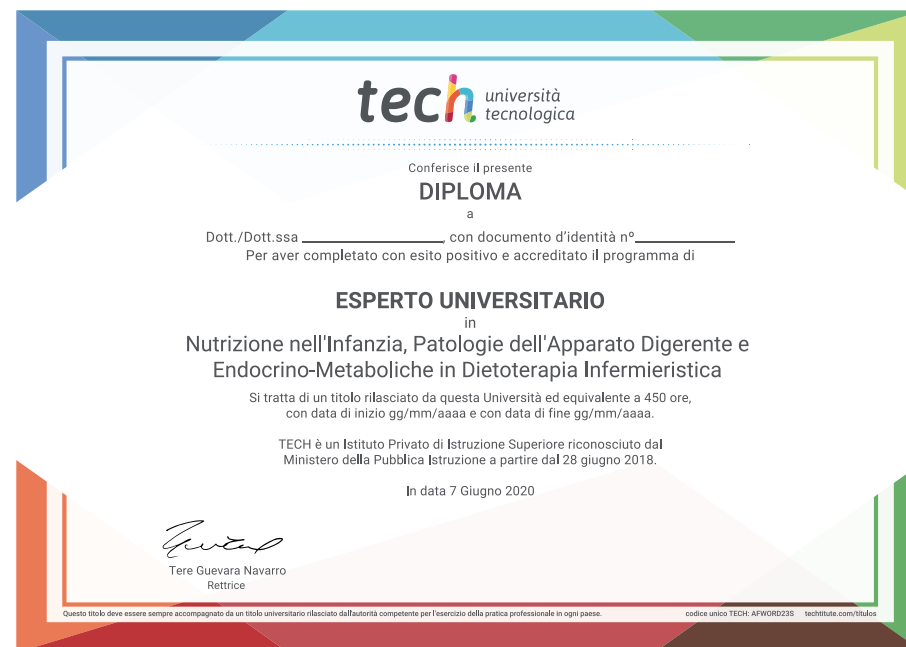 tech università
tecnologica
Conferisce il presente
DIPLOMA
a
Dott./Dott.ssa ____________________, con documento d'identità nº______________
Per aver completato con esito positivo e accreditato il programma di
ESPERTO UNIVERSITARIO
in
Nutrizione nell'Infanzia, Patologie dell'Apparato Digerente e
Endocrino-Metaboliche in Dietoterapia Infermieristica
Si tratta di un titolo rilasciato da questa Università ed equivalente a 450 ore,
con data di inizio gg/mm/aaaa e con data di fine gg/mm/aaaa.
TECH è un Istituto Privato di Istruzione Superiore riconosciuto dal
Ministero della Pubblica Istruzione a partire dal 28 giugno 2018.
In data 7 Giugno 2020
Tere Guevara Navarro
Rettrice
Questo titolo deve essere sempre accompagnato da un titolo universitario rilasciato dall'autorità competente per l'esercizio della pratica professionale in ogni paese. codice unico TECH: AFWORD23S techtitute.com/titulos